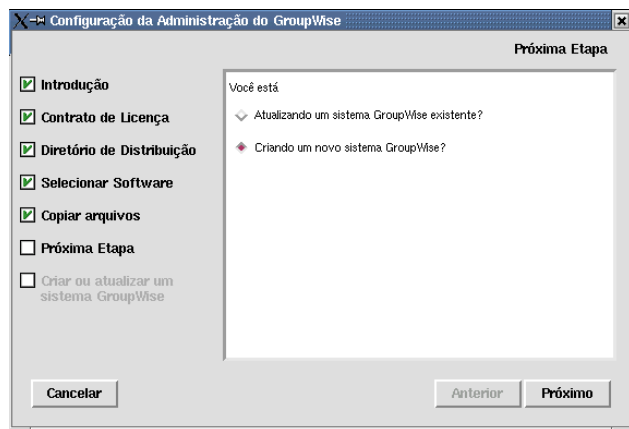 Configuração da Administração do GroupWise
Próxima Etapa
Introdução
Contrato de Licença
Diretório de Distribuição
Selecionar Software
Copiar arquivos
Próxima Etapa
Criar ou atualizar um
sistema GroupWise
Você está
Atualizando um sistema GroupWise existente?
Criando um novo sistema GroupWise?
Cancelar
Anterior
Próximo